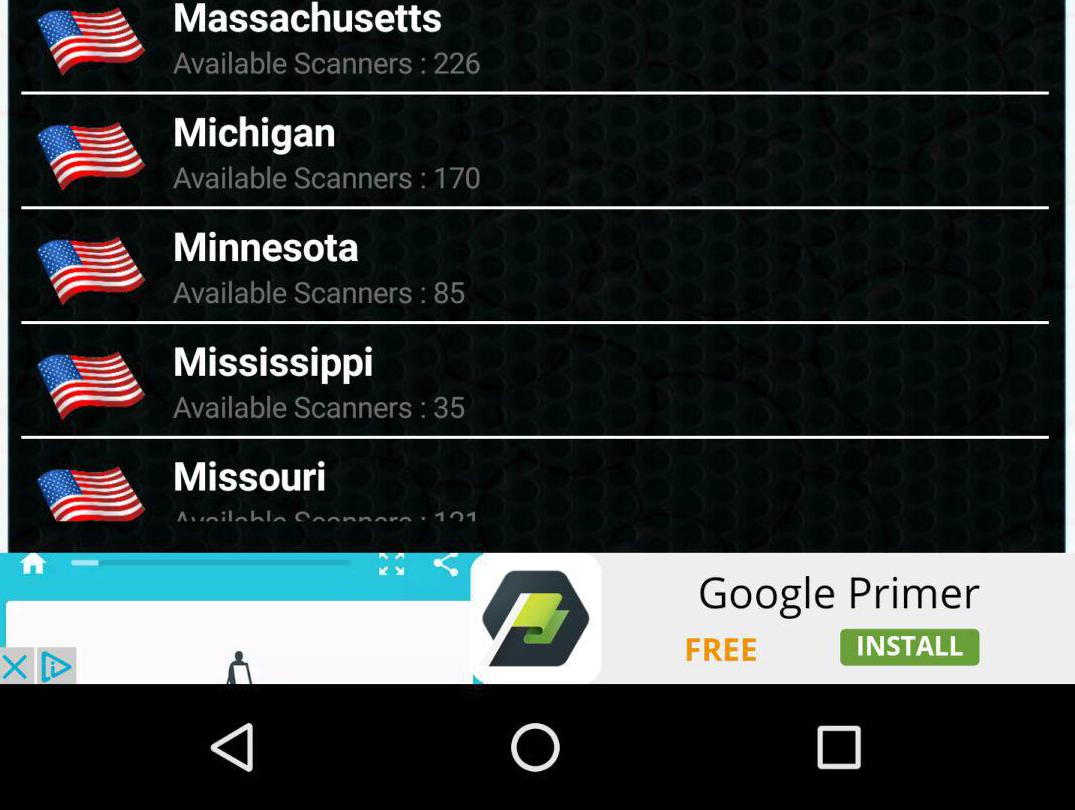 Massachusetts
Available Scanners : 226
Michigan
Available Scanners : 170
Minnesota
Available Scanners : 85
Mississippi
Available Scanners : 35
Missouri
Available Scanners : 121
Google Primer
FREE
INSTALL